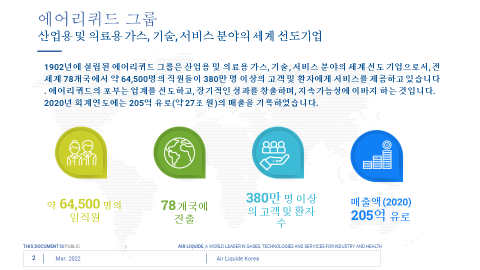 에어리퀴드 그룹
산업용 및 의료용 가스, 기술, 서비스 분야의 세계 선도기업
1902년에 설립된 에어리퀴드 그룹은 산업용 및 의료용 가스, 기술, 서비스 분야의 세계 선도 기업으로서, 전
세계 78개국에서 약 64,500명의 직원들이 380만 명 이상의 고객 및 환자에게 서비스를 제공하고 있습니다
. 에어리퀴드의 포부는 업계를 선도하고, 장기적인 성과를 창출하며, 지속가능성에 이바지 하는 것입니다.
2020년 회계연도에는 205억 유로(약 27조 원)의 매출을 기록하였습니다.
약 64,500 명의
임직원
78개국에
진출
380만 명 이상
의 고객 및 환자
수
매출액(2020)
205억 유로
THIS DOCUMENT IS PUBLIC
AIR LIQUIDE, A WORLD LEADER IN GASES, TECHNOLOGIES AND SERVICES FOR INDUSTRY AND HEALTH
2 Mar. 2022 Air Liquide Korea